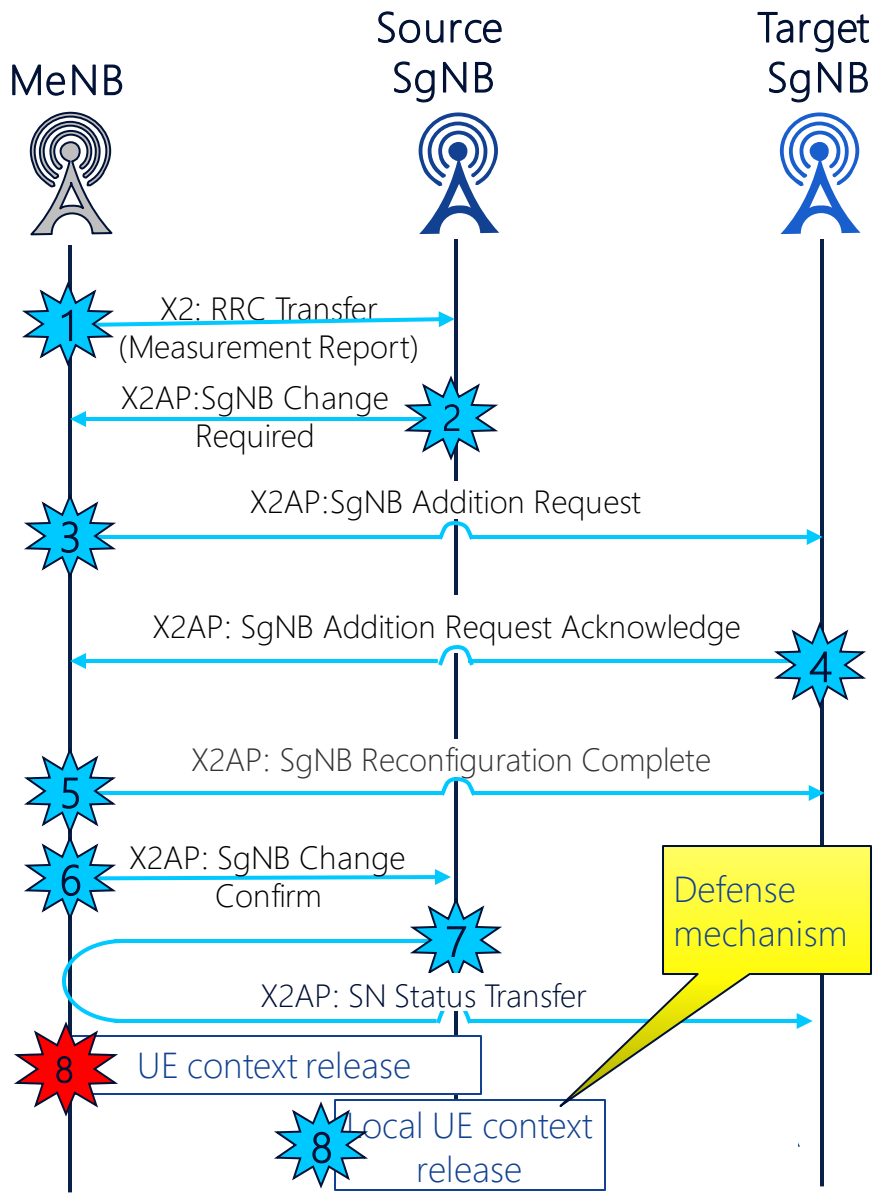 MeNB
Source
SgNB
Target
SgNB
1
X2: RRC Transfer
(Measurement Report)
X2AP:SgNB Change
Required
2
X2AP:SgNB Addition Request
3
X2AP: SgNB Addition Request Acknowledge
4
X2AP: SgNB Reconfiguration Complete
5
X2AP: SgNB Change
Confirm
6
Defense
mechanism
7
X2AP: SN Status Transfer
8
UE context release
8
Local UE context
release